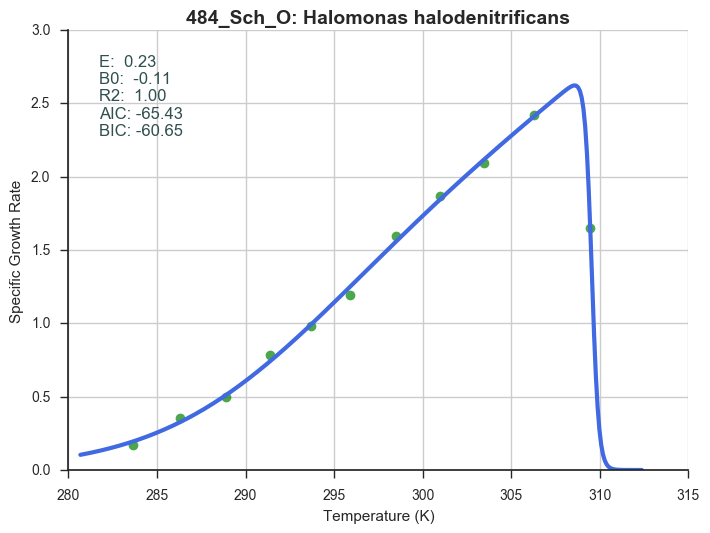 484_Sch_O: Halomonas halodenitrificans
E:  0.23
B0:  -0.11
R2:  1.00
AIC: -65.43
BIC: -60.65
3.0
2.5
2.0
1.5
1.0
0.5
0.0
Specific Growth Rate
280 285 290 295 300 305 310 315
Temperature (K)